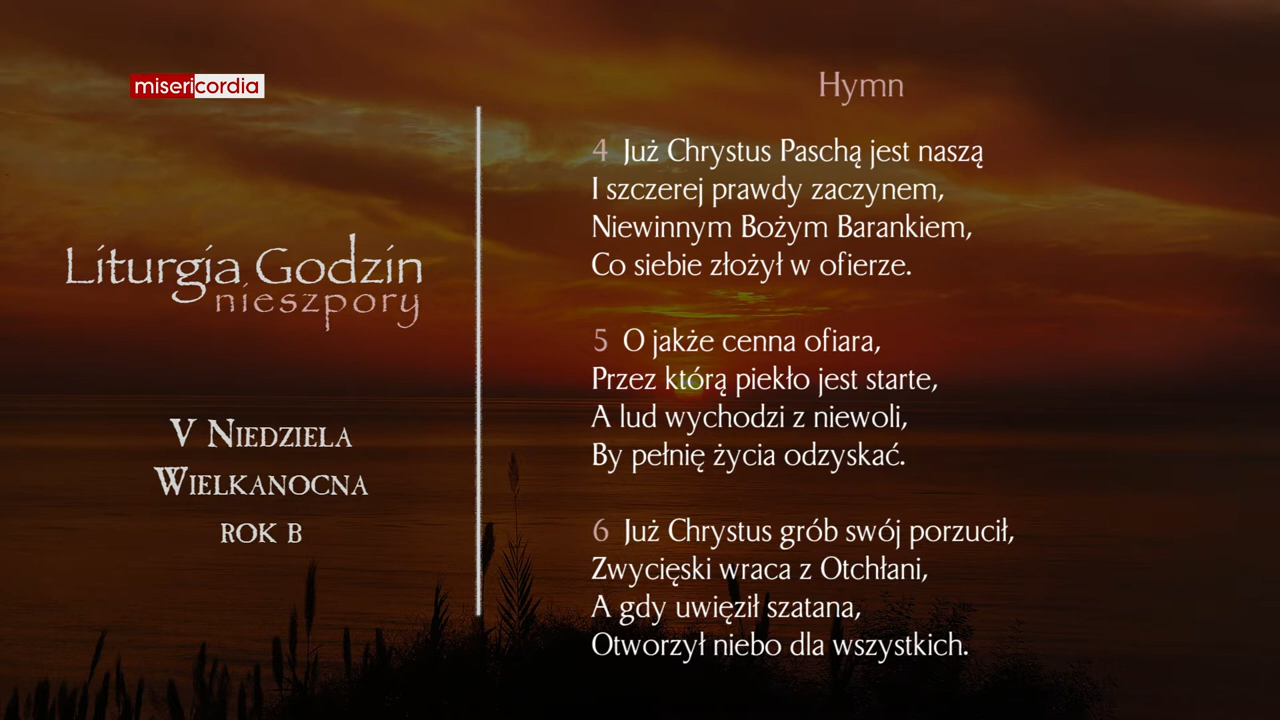 misericordia
Liturgia Godzin
nieszpory
V Niedziela
Wielkanocna
rok B
Hymn
4 Już Chrystus Paschą jest naszą
I szczerej prawdy zaczynem,
Niewinnym Bożym Barankiem,
Co siebie złożył w ofierze.
5 O jakże cenna ofiara,
Przez którą piekło jest starte,
A lud wychodzi z niewoli,
By pełnię życia odzyskać.
6 Już Chrystus grób swój porzucił,
Zwycięski wraca z Otchłani,
A gdy uwięził szatana,
Otworzył niebo dla wszystkich.